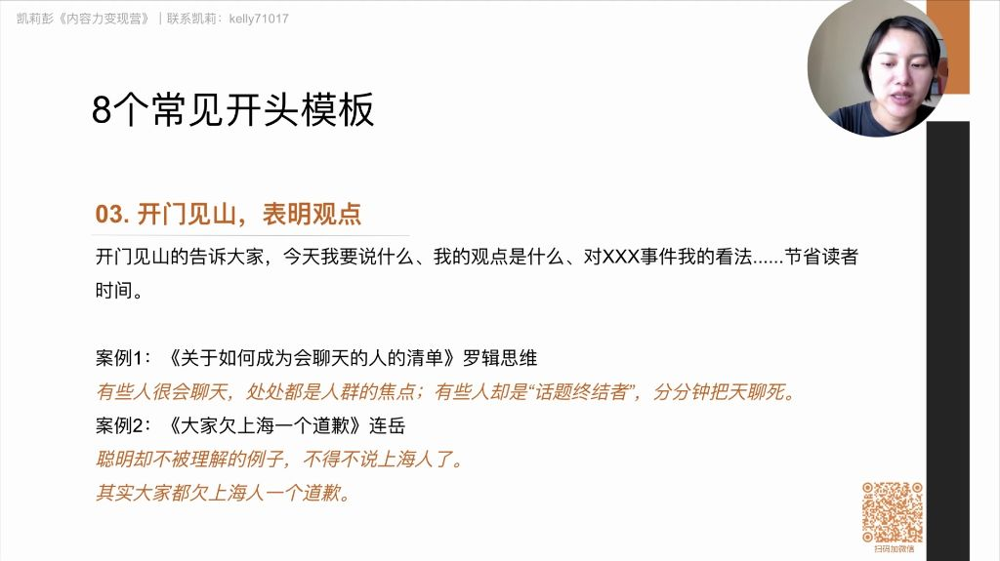 凯莉彭《内容力变现营》｜联系凯莉：kelly71017
8个常见开头模板
03. 开门见山，表明观点
开门见山的告诉大家，今天我要说什么、我的观点是什么、对XXX事件我的看法......节省读者
时间。
案例1：《关于如何成为会聊天的人的清单》罗辑思维
有些人很会聊天，处处都是人群的焦点；有些人却是“话题终结者”，分分钟把天聊死。
案例2：《大家欠上海一个道歉》连岳
聪明却不被理解的例子，不得不说上海人了。
其实大家都欠上海人一个道歉。
扫码加微信